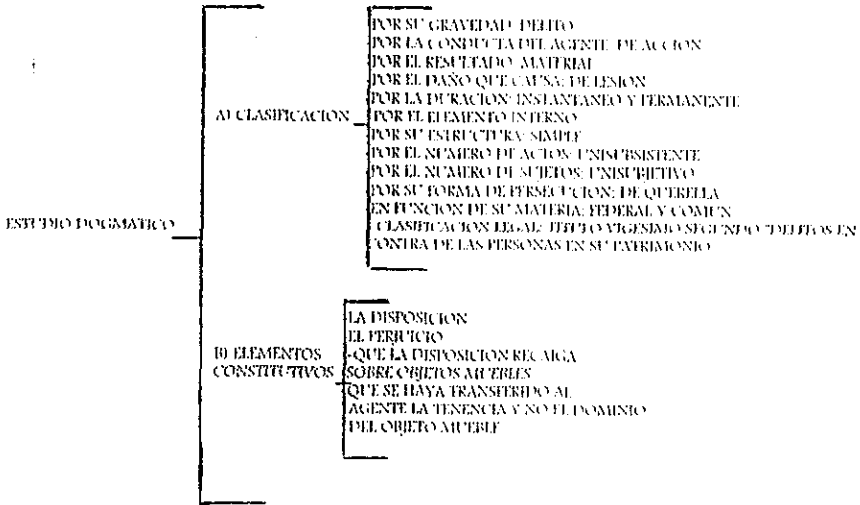 ESTUDIO DOGMATICO
A) CLASIFICACION
POR SU GRAVEDAD: DELITO
POR LA CONDUCTA DEL AGENTE: DE ACCION
POR EL RESULTADO: MATERIAL
POR EL DAÑO QUE CAUSA: DE LESION
POR LA DURACION: INSTANTANEO Y PERMANENTE
POR EL ELEMENTO INTERNO
POR SU ESTRUCTURA: SIMPLE
POR EL NUMERO DE ACTOS: UNISUBSISTENTE
POR EL NUMERO DE SUJETOS: UNISUBJETIVO
POR SU FORMA DE PERSECUCION: DE QUERELLA
EN FUNCION DE SU MATERIA: FEDERAL Y COMUN
CLASIFICACION LEGAL: TITULO VIGESIMO SEGUNDO "DELITOS EN
CONTRA DE LAS PERSONAS EN SU PATRIMONIO
B) ELEMENTOS
CONSTITUTIVOS
LA DISPOSICION
EL PERJUICIO
-QUE LA DISPOSICION RECAIGA
SOBRE OBJETOS MUEBLES
QUE SE HAYA TRANSFERIDO AL
AGENTE LA TENENCIA Y NO EL DOMINIO
DEL OBJETO MUEBLE